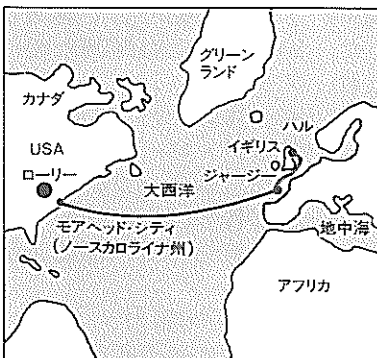 グリーン
ランド
カナダ
ハル
USA
イギリス
ローリー
ジャージー
大西洋
モアヘッド・シティ
(ノースカロライナ州)
地中海
アフリカ